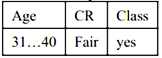 Age CR Class
31...40 Fair yes